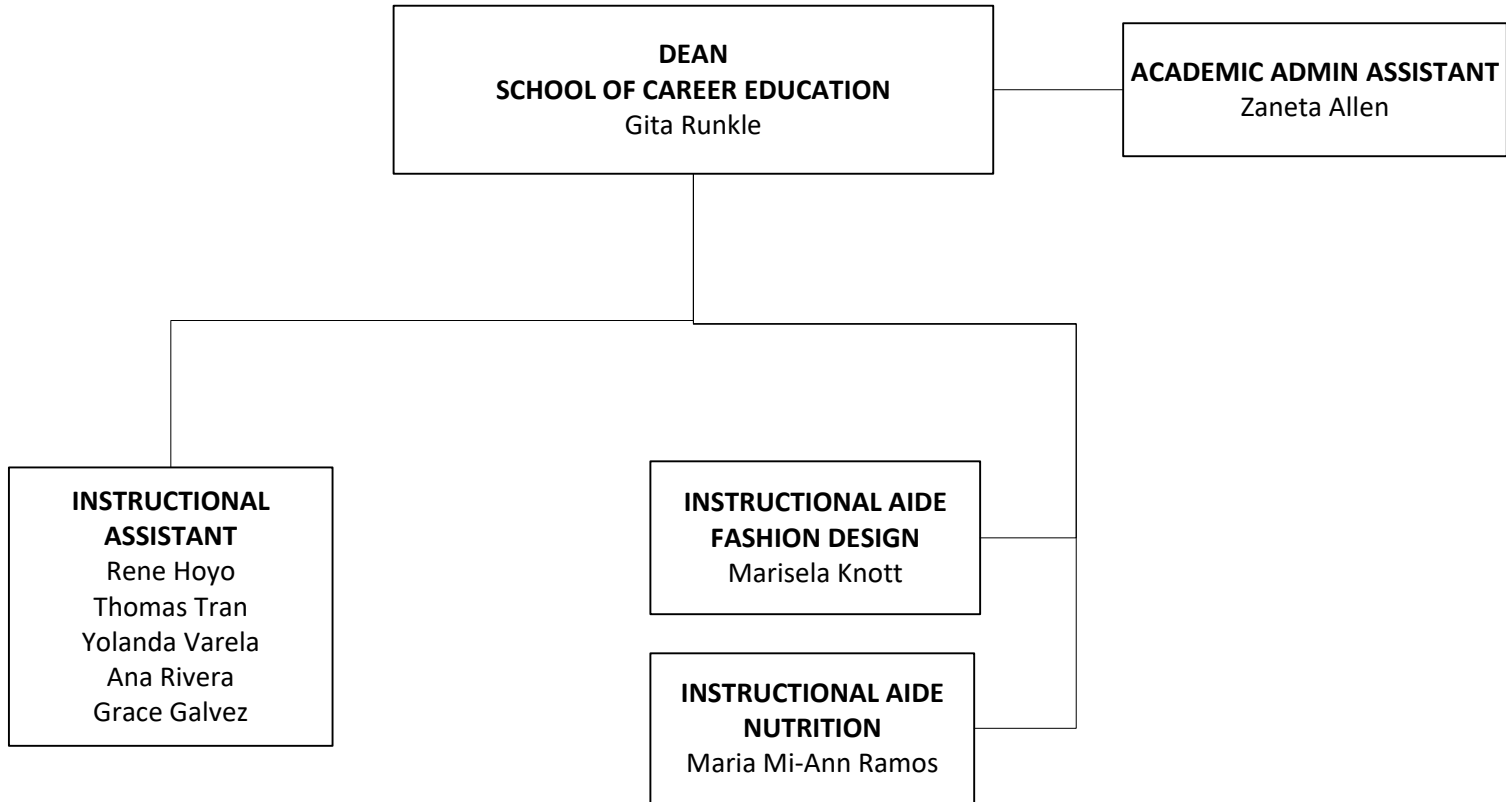 DEAN
SCHOOL OF CAREER EDUCATION
Gita Runkle
ACADEMIC ADMIN ASSISTANT
Zaneta Allen
INSTRUCTIONAL
ASSISTANT
Rene Hoyo
Thomas Tran
Yolanda Varela
Ana Rivera
Grace Galvez
INSTRUCTIONAL AIDE
FASHION DESIGN
Marisela Knott
INSTRUCTIONAL AIDE
NUTRITION
Maria Mi-Ann Ramos